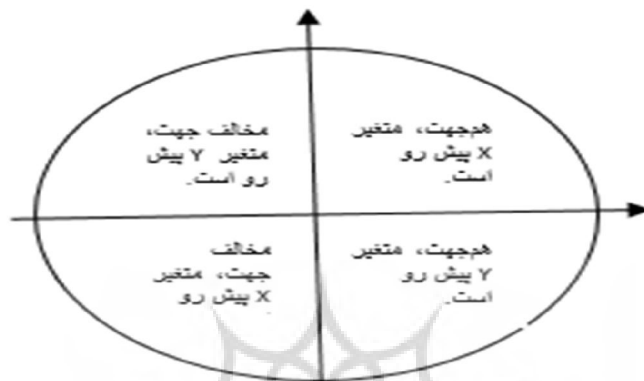 هم‌جهت، متغیر
X پیش رو
است.
مخالف جهت،
متغیر Y پیش
رو است.
هم‌جهت، متغیر
Y پیش رو
است.
مخالف
جهت، متغیر
X پیش رو